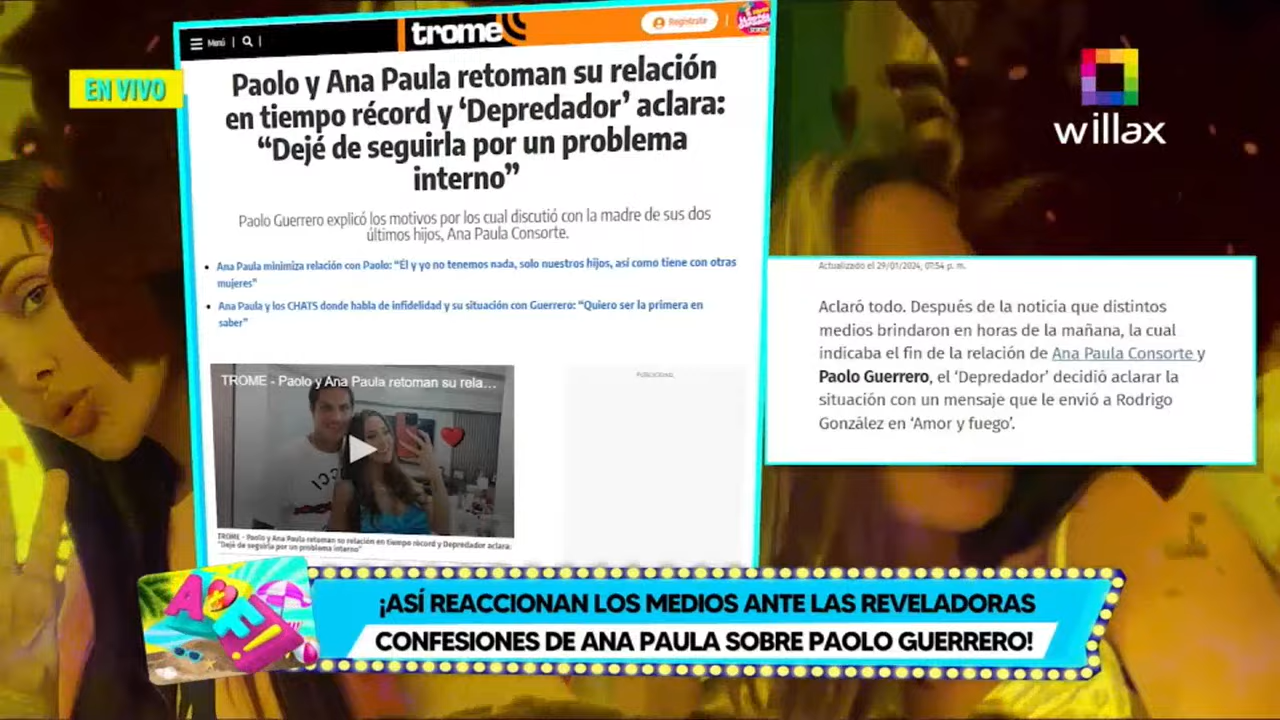 EN VIVO
Menú
trome
Regístrate
Paolo y Ana Paula retoman su relación
en tiempo récord y ‘Depredador’ aclara:
“Dejé de seguirla por un problema
interno”
Paolo Guerrero explicó los motivos por los cual discutió con la madre de sus dos
últimos hijos, Ana Paula Consorte.
• Ana Paula minimiza relación con Paolo: “Él y yo no tenemos nada, solo nuestros hijos, así como tiene con otras
mujeres”
• Ana Paula y los CHATS donde habla de infidelidad y su situación con Guerrero: “Quiero ser la primera en
saber”
TROME - Paolo y Ana Paula retoman su rela...
PUBLICIDAD
TROME - Paolo y Ana Paula retoman su relación en tiempo récord y Depredador aclara:
“Dejé de seguirla por un problema interno”
willax
Actualizado el 29/01/2024, 01:54 p. m.
Aclaró todo. Después de la noticia que distintos
medios brindaron en horas de la mañana, la cual
indicaba el fin de la relación de Ana Paula Consorte y
Paolo Guerrero, el ‘Depredador’ decidió aclarar la
situación con un mensaje que le envió a Rodrigo
González en ‘Amor y fuego’.
¡ASÍ REACCIONAN LOS MEDIOS ANTE LAS REVELADORAS
CONFESIONES DE ANA PAULA SOBRE PAOLO GUERRERO!